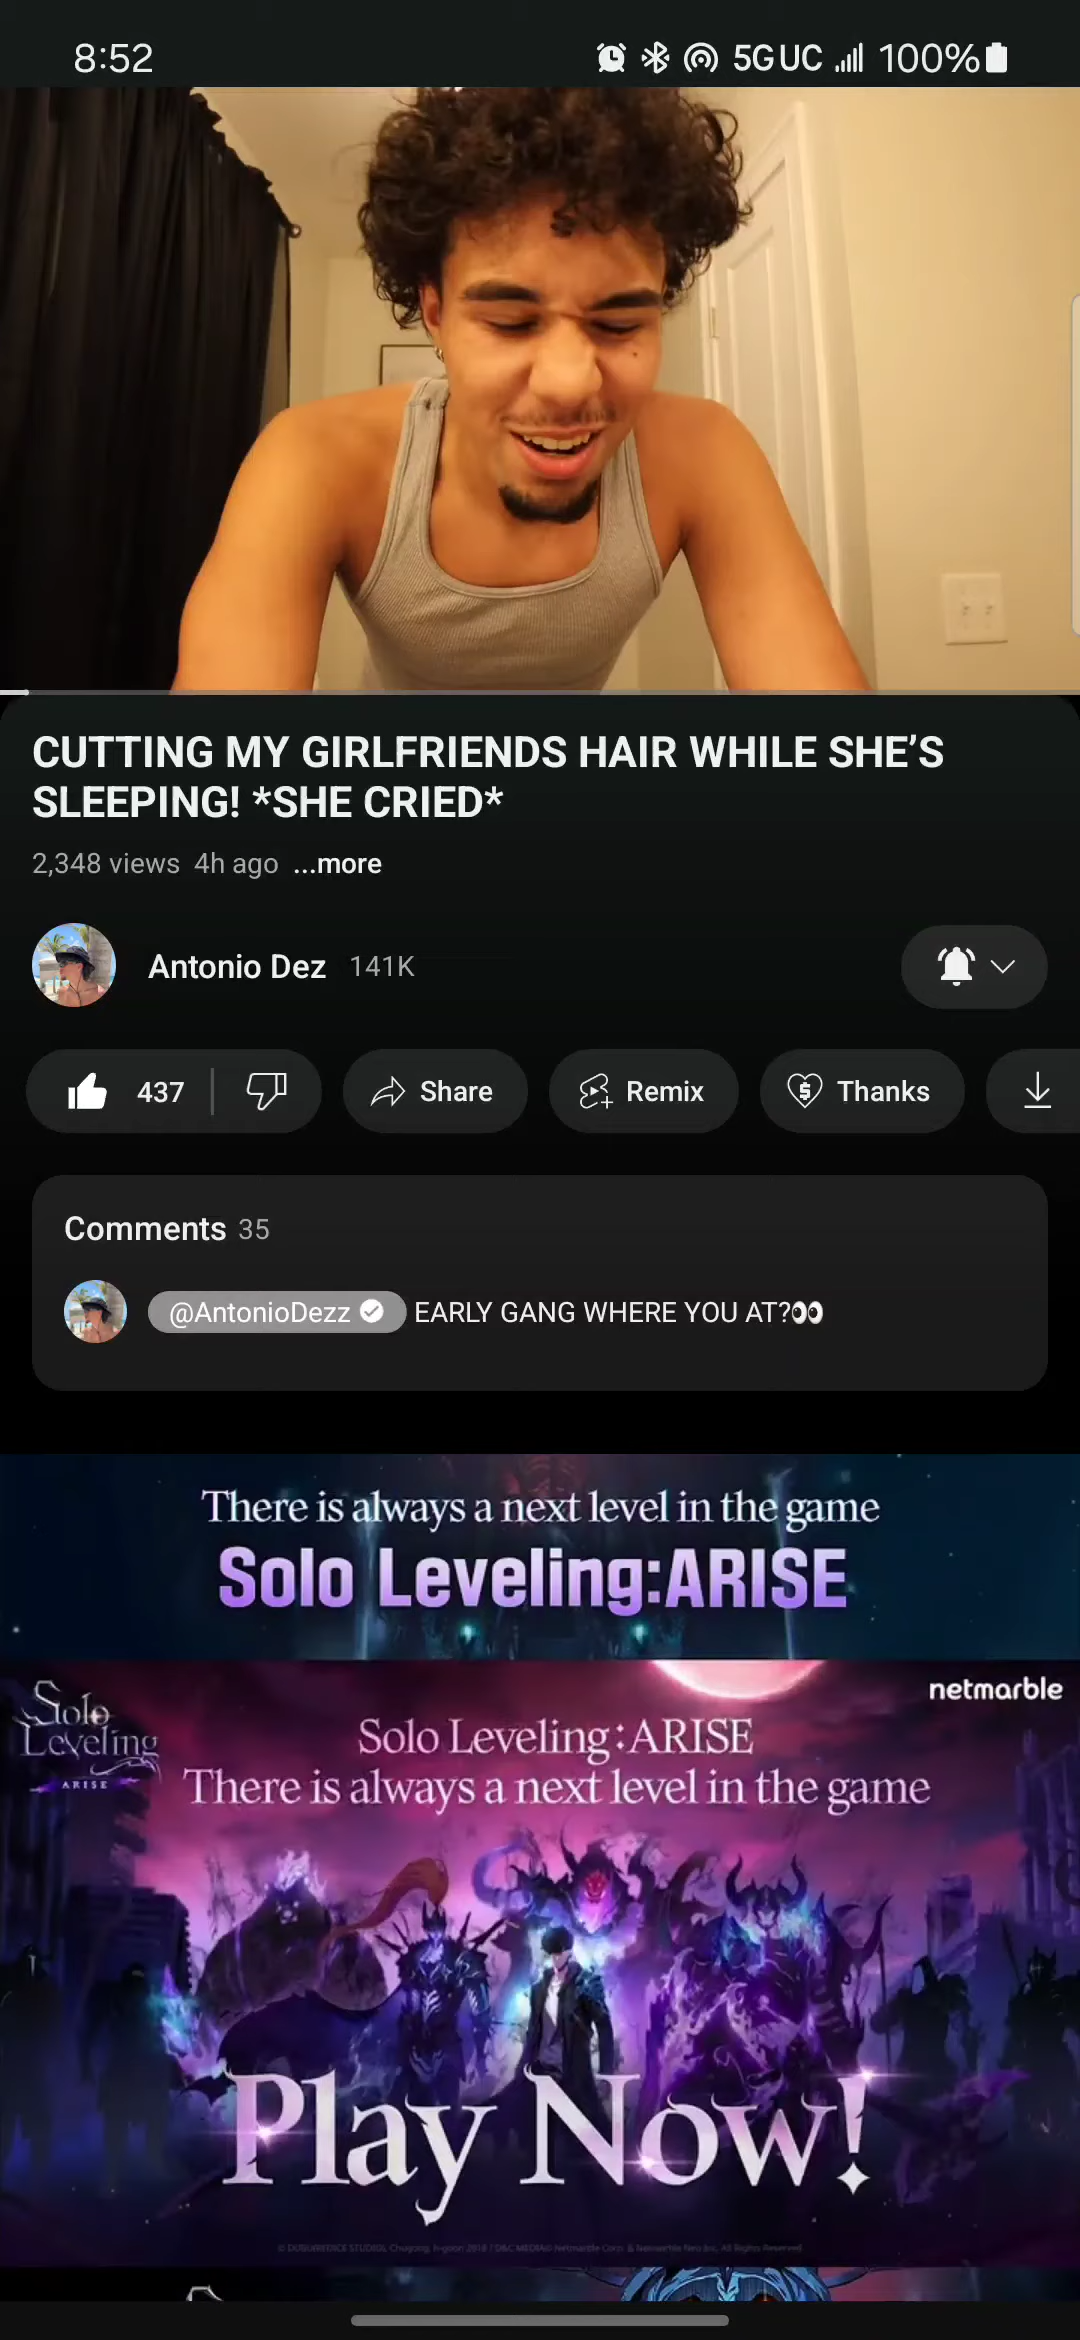 8:52
5G UC 100%
CUTTING MY GIRLFRIENDS HAIR WHILE SHE’S
SLEEPING! *SHE CRIED*
2,348 views 4h ago ...more
Antonio Dez 141K
437 Share Remix Thanks
Comments 35
@AntonioDezz EARLY GANG WHERE YOU AT?👀
There is always a next level in the game
Solo Leveling:ARISE
Solo
Leveling
ARISE
netmarble
Solo Leveling:ARISE
There is always a next level in the game
Play Now!